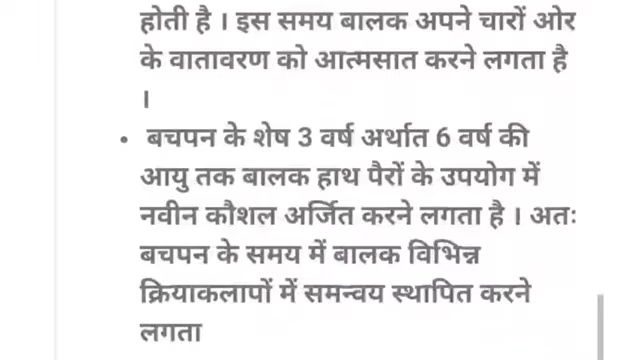 होती है । इस समय बालक अपने चारों ओर
के वातावरण को आत्मसात करने लगता है
।
• बचपन के शेष 3 वर्ष अर्थात 6 वर्ष की
आयु तक बालक हाथ पैरों के उपयोग में
नवीन कौशल अर्जित करने लगता है । अतः
बचपन के समय में बालक विभिन्न
क्रियाकलापों में समन्वय स्थापित करने
लगता